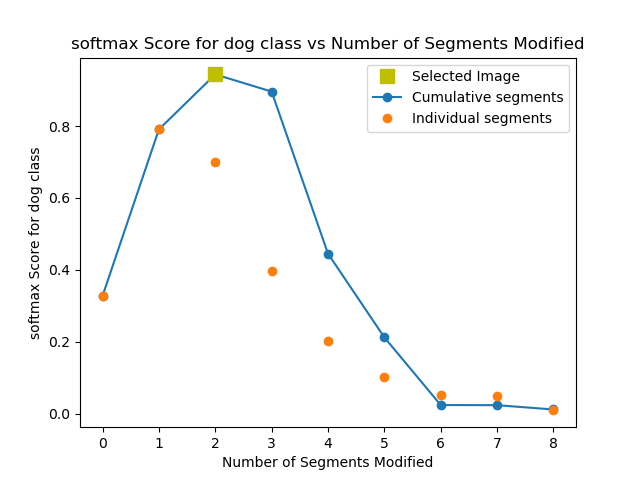 softmax Score for dog class vs Number of Segments Modified
Selected Image
Cumulative segments
Individual segments
softmax Score for dog class
0.8
0.6
0.4
0.2
0.0
0 1 2 3 4 5 6 7 8
Number of Segments Modified